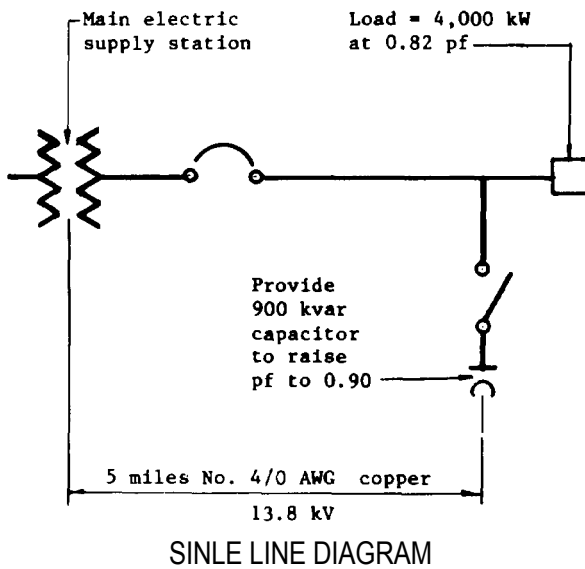 Main electric
supply station
Load = 4,000 kW
at 0.82 pf
Provide
900 kvar
capacitor
to raise
pf to 0.90
5 miles No. 4/0 AWG copper
13.8 kV
SINLE LINE DIAGRAM